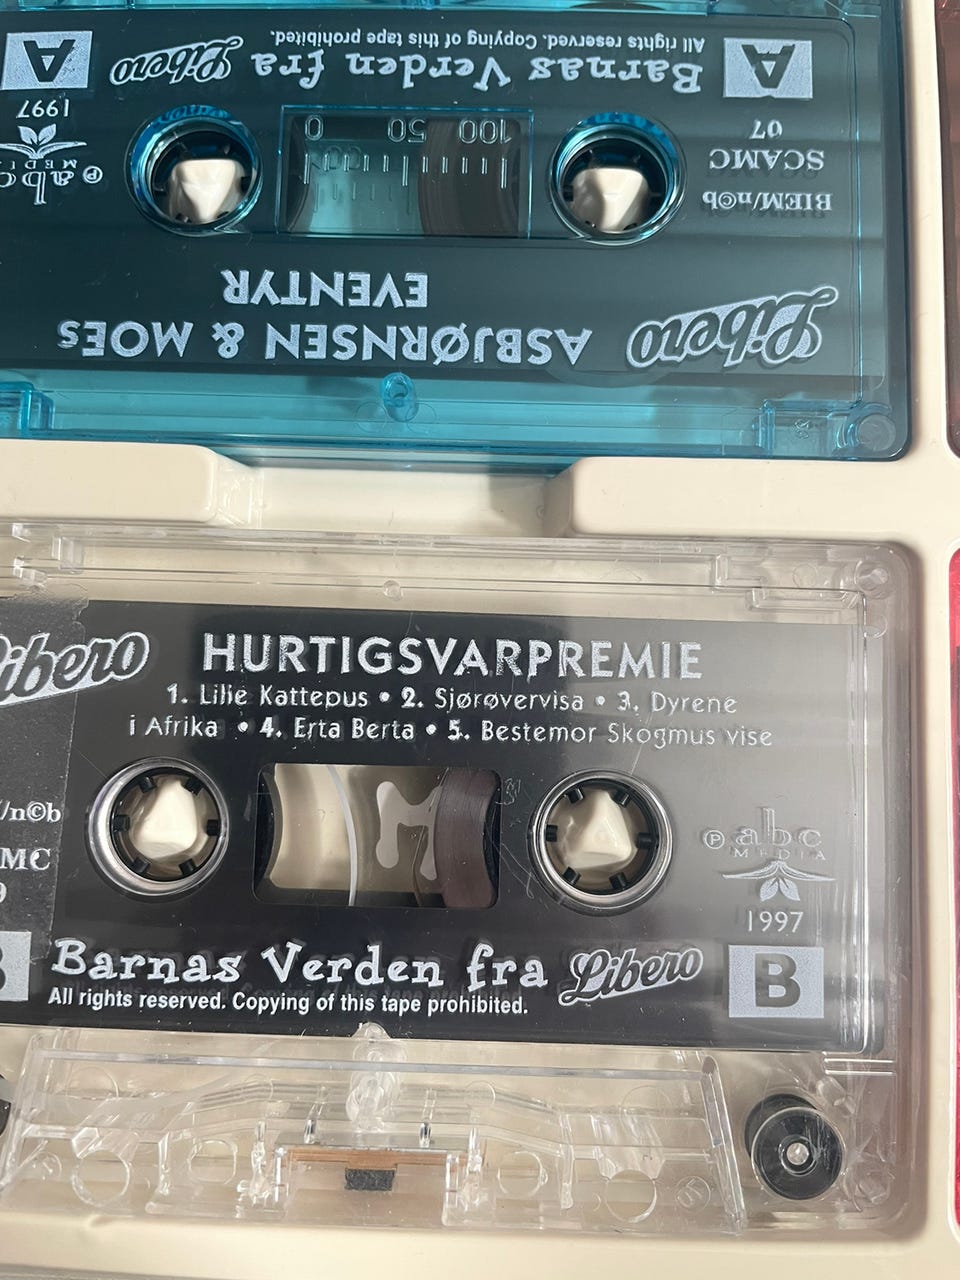 ASBJØRNSEN & MOES
EVENTYR
Libero
BIEM/n©b
SCAMC
07
100 50 0
℗ abc
MEDIA
1997
A
Barnas Verden fra Libero
All rights reserved. Copying of this tape prohibited.
A
Libero
HURTIGSVARPREMIE
1. Lille Kattepus • 2. Sjørøvervisa • 3. Dyrene
i Afrika • 4. Erta Berta • 5. Bestemor Skogmus vise
/n©b
MC
9
℗ abc
MEDIA
1997
Barnas Verden fra Libero
All rights reserved. Copying of this tape prohibited.
B